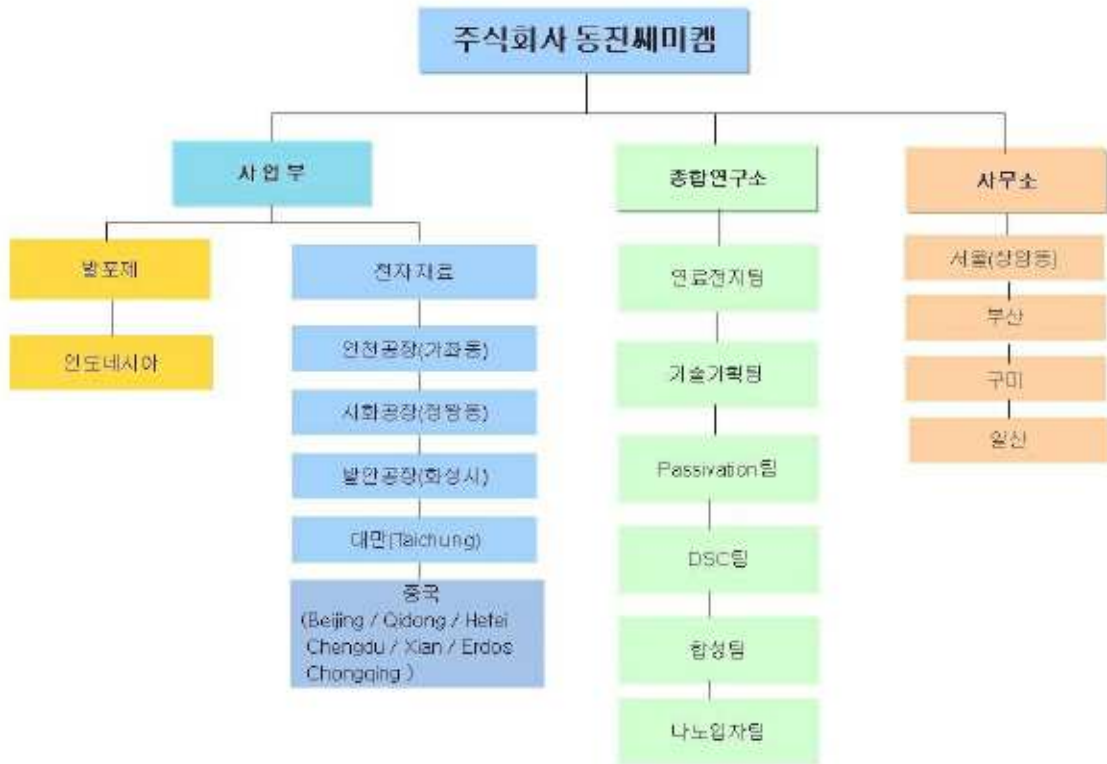 주식회사 동진쎄미켐
사 업 부
종합연구소
사무소
발포제
인도네시아
전자재료
인천공장(가좌동)
시화공장(정왕동)
발안공장(화성시)
대만(Taichung)
중국
(Beijing / Qidong / Hefei
Chengdu / Xian / Erdos
Chongqing )
연료전지팀
기술기획팀
Passivation팀
DSC팀
합성팀
나노입자팀
서울(상암동)
부산
구미
일산